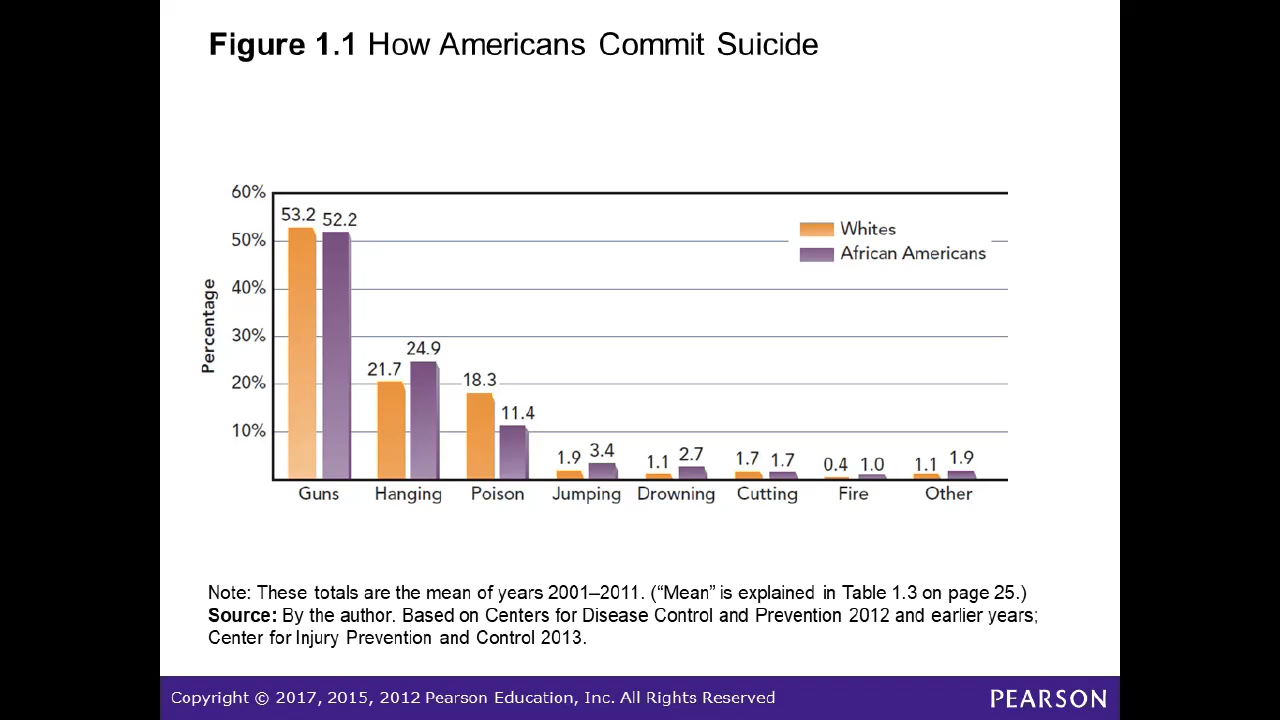 Figure 1.1 How Americans Commit Suicide
60%
50%
40%
30%
20%
10%
Percentage
53.2 52.2
21.7 24.9
18.3 11.4
1.9 3.4
1.1 2.7
1.7 1.7
0.4 1.0
1.1 1.9
Whites
African Americans
Guns Hanging Poison Jumping Drowning Cutting Fire Other
Note: These totals are the mean of years 2001–2011. (“Mean” is explained in Table 1.3 on page 25.)
Source: By the author. Based on Centers for Disease Control and Prevention 2012 and earlier years;
Center for Injury Prevention and Control 2013.
Copyright © 2017, 2015, 2012 Pearson Education, Inc. All Rights Reserved
PEARSON